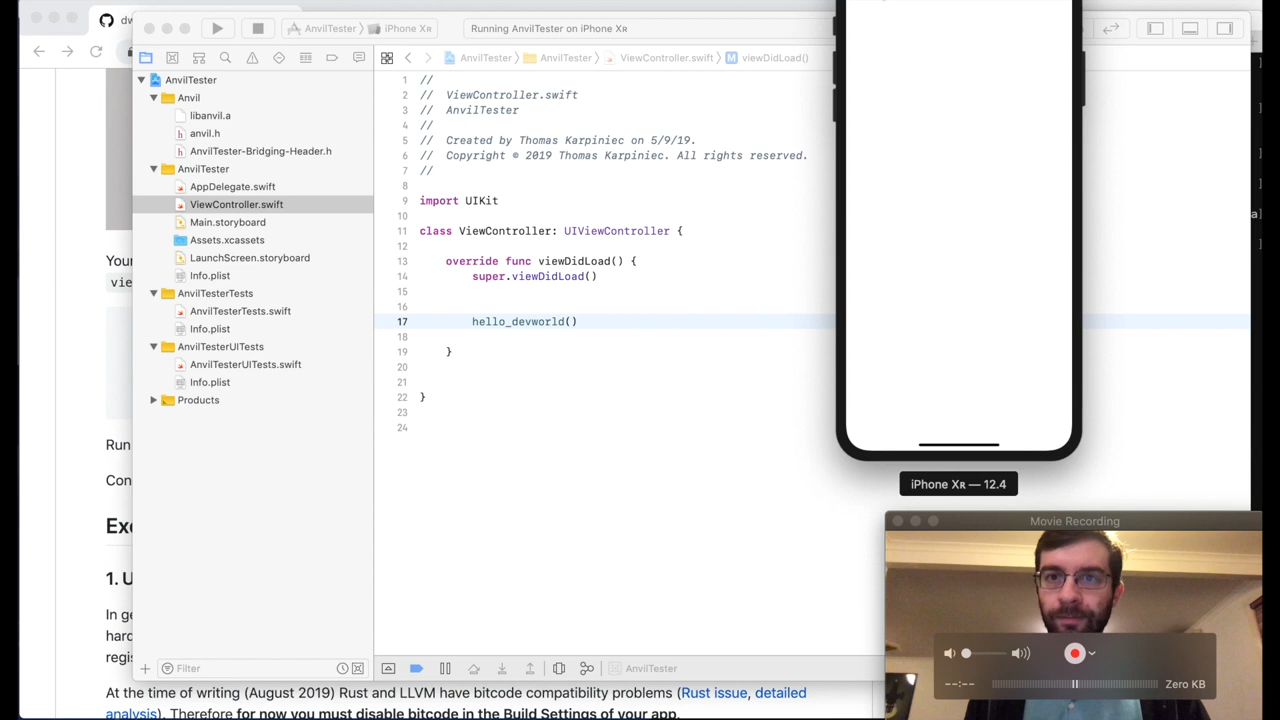 dw
AnvilTester
iPhone Xʀ
Running AnvilTester on iPhone Xʀ
AnvilTester
AnvilTester
ViewController.swift
M
viewDidLoad()
AnvilTester
Anvil
libanvil.a
anvil.h
AnvilTester-Bridging-Header.h
AnvilTester
AppDelegate.swift
ViewController.swift
Main.storyboard
Assets.xcassets
LaunchScreen.storyboard
Info.plist
AnvilTesterTests
AnvilTesterTests.swift
Info.plist
AnvilTesterUITests
AnvilTesterUITests.swift
Info.plist
Products
Filter
1 //
2 // ViewController.swift
3 // AnvilTester
4 //
5 // Created by Thomas Karpiniec on 5/9/19.
6 // Copyright © 2019 Thomas Karpiniec. All rights reserved.
7 //
8
9 import UIKit
10
11 class ViewController: UIViewController {
12
13 override func viewDidLoad() {
14 super.viewDidLoad()
15
16
17 hello_devworld()
18
19 }
20
21
22 }
23
24
AnvilTester
iPhone Xʀ — 12.4
Movie Recording
--:--
Zero KB
You
vie
Run
Con
Exe
1. U
In ge
hard
regis
At the time of writing (August 2019) Rust and LLVM have bitcode compatibility problems (Rust issue, detailed
analysis). Therefore for now you must disable bitcode in the Build Settings of your app.